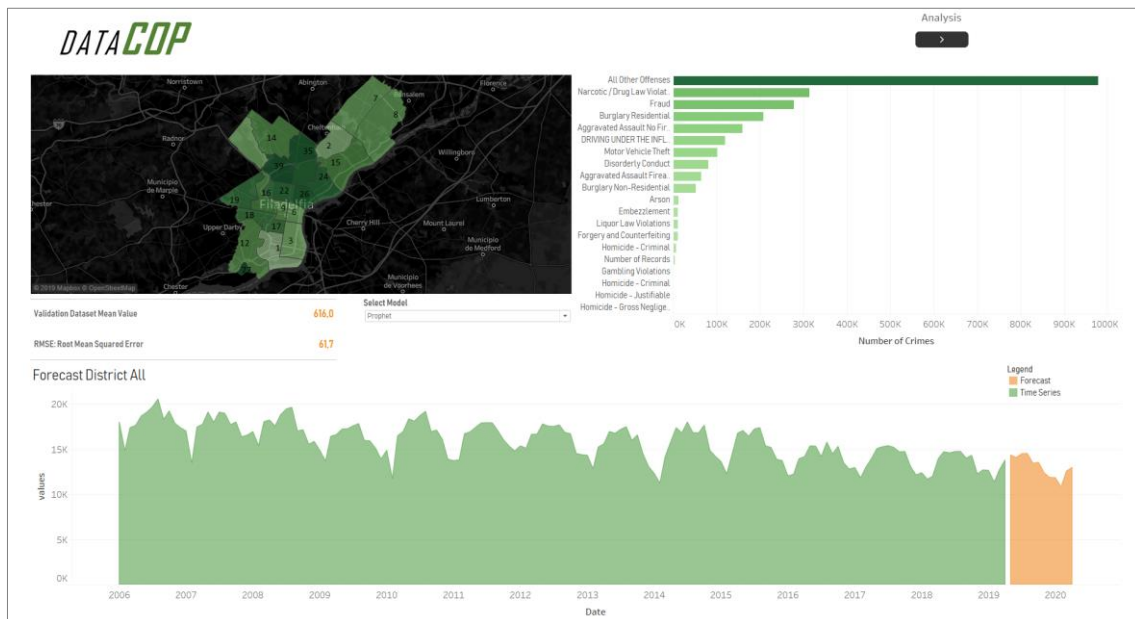 DATACOP
Analysis
Norristown
Abington
Florence
Bensalem
7
8
Cheltenham
14
2
35
Radnor
15
Willingboro
39
24
Municipio
de Marple
19
16
22
26
Lumberton
Chester
Filadelfia
6
18
Cherry Hill
Mount Laurel
Upper Darby
17
Municipio
de Medford
12
1
3
Municipio
de Voorhees
Chester
© 2019 Mapbox © OpenStreetMap
All Other Offenses
Narcotic / Drug Law Violat..
Fraud
Burglary Residential
Aggravated Assault No Fir..
DRIVING UNDER THE INFL..
Motor Vehicle Theft
Disorderly Conduct
Aggravated Assault Firea..
Burglary Non-Residential
Arson
Embezzlement
Liquor Law Violations
Forgery and Counterfeiting
Homicide - Criminal
Number of Records
Gambling Violations
Homicide - Criminal
Homicide - Justifiable
Homicide - Gross Neglige..
0K 100K 200K 300K 400K 500K 600K 700K 800K 900K 1000K
Number of Crimes
Validation Dataset Mean Value 616,0
RMSE: Root Mean Squared Error 61,7
Select Model
Prophet
Forecast District All
Legend
Forecast
Time Series
20K
15K
10K
5K
0K
values
2006 2007 2008 2009 2010 2011 2012 2013 2014 2015 2016 2017 2018 2019 2020
Date